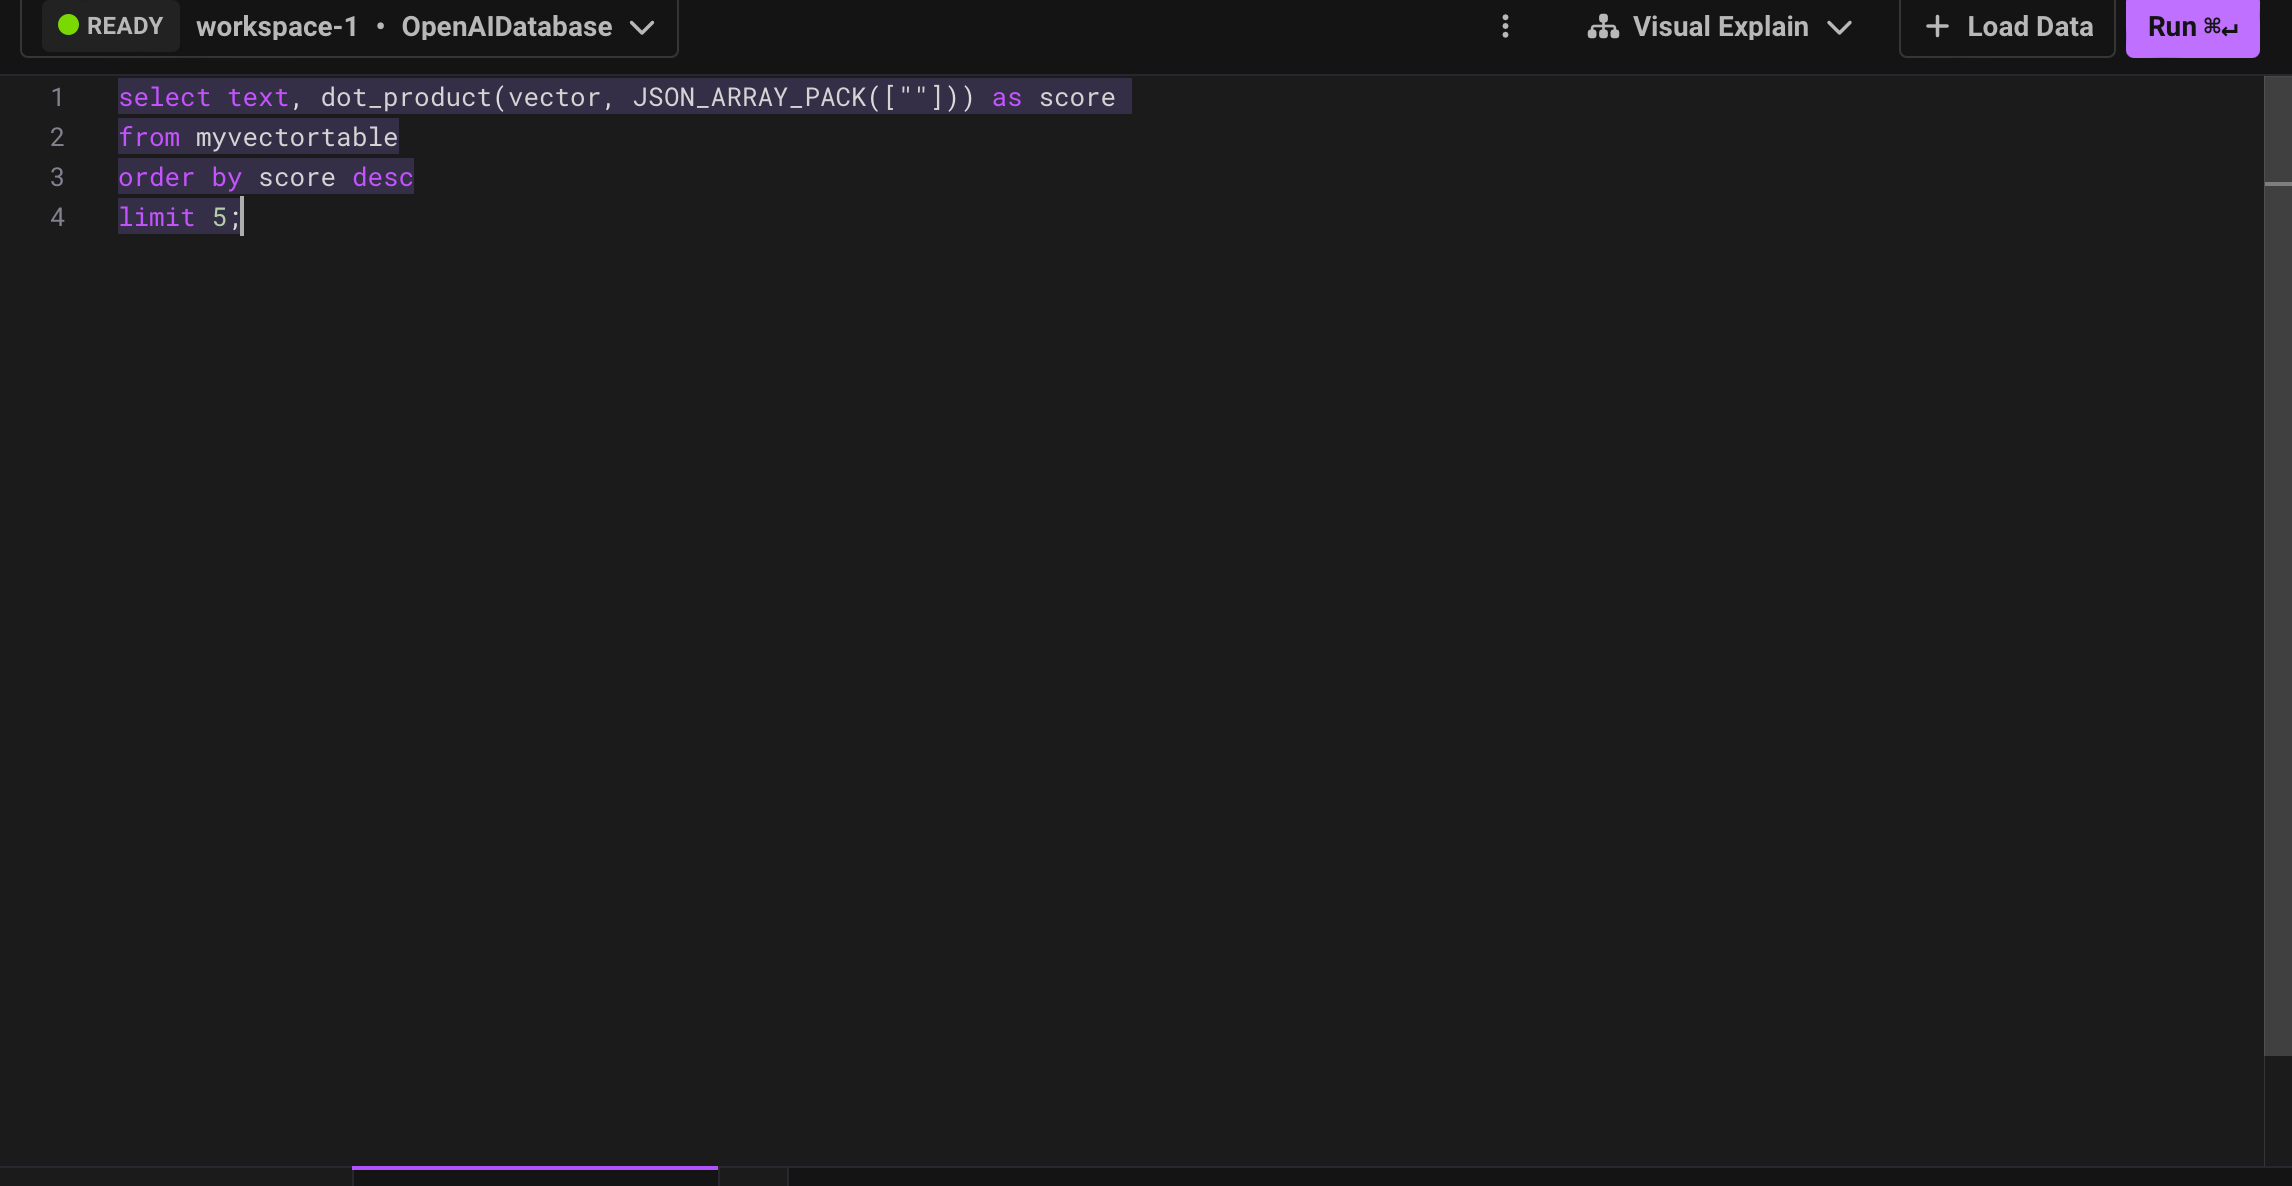 READY workspace-1 • OpenAIDatabase Visual Explain + Load Data Run ⌘↵
1 select text, dot_product(vector, JSON_ARRAY_PACK([""])) as score
2 from myvectortable
3 order by score desc
4 limit 5;